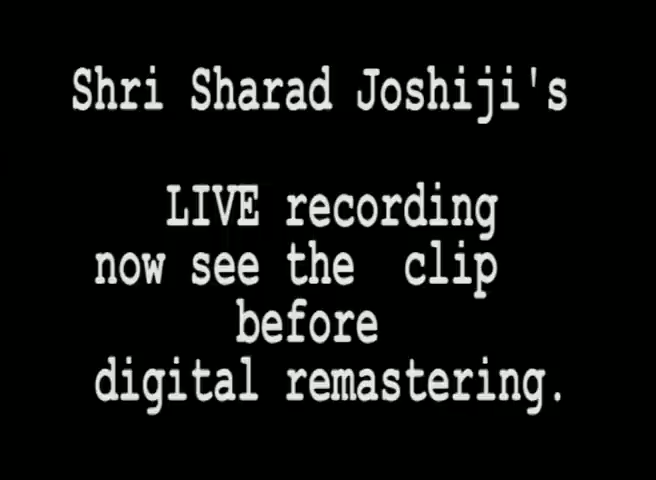 Shri Sharad Joshiji's
LIVE recording
now see the clip
before
digital remastering.